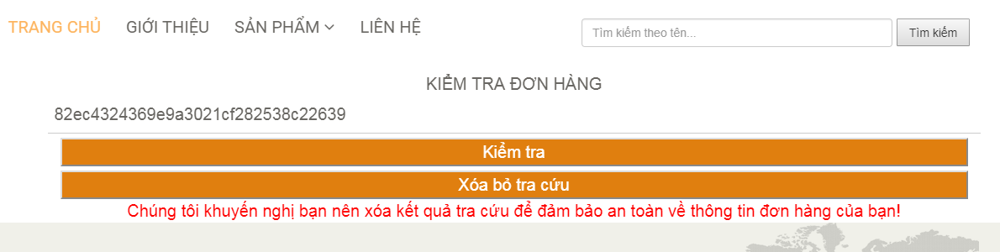 TRANG CHỦ GIỚI THIỆU SẢN PHẨM LIÊN HỆ Tìm kiếm theo tên... Tìm kiếm
KIỂM TRA ĐƠN HÀNG
82ec4324369e9a3021cf282538c22639
Kiểm tra
Xóa bỏ tra cứu
Chúng tôi khuyến nghị bạn nên xóa kết quả tra cứu để đảm bảo an toàn về thông tin đơn hàng của bạn!